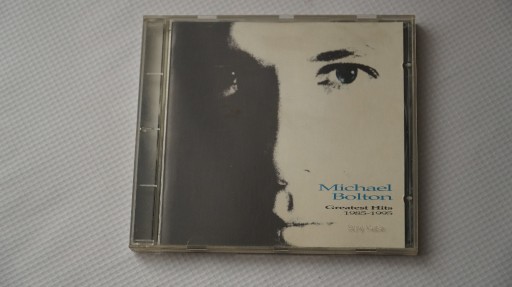 Michael
Bolton
Greatest Hits
1985-1995